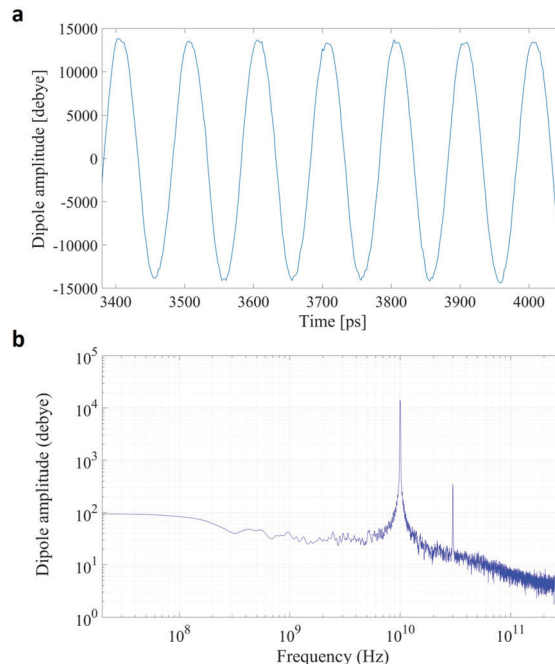 a
15000
10000
5000
0
-5000
-10000
-15000
Dipole amplitude [debye]
3400 3500 3600 3700 3800 3900 4000
Time [ps]
b
10^5
10^4
10^3
10^2
10^1
10^0
Dipole amplitude (debye)
10^8 10^9 10^10 10^11
Frequency (Hz)